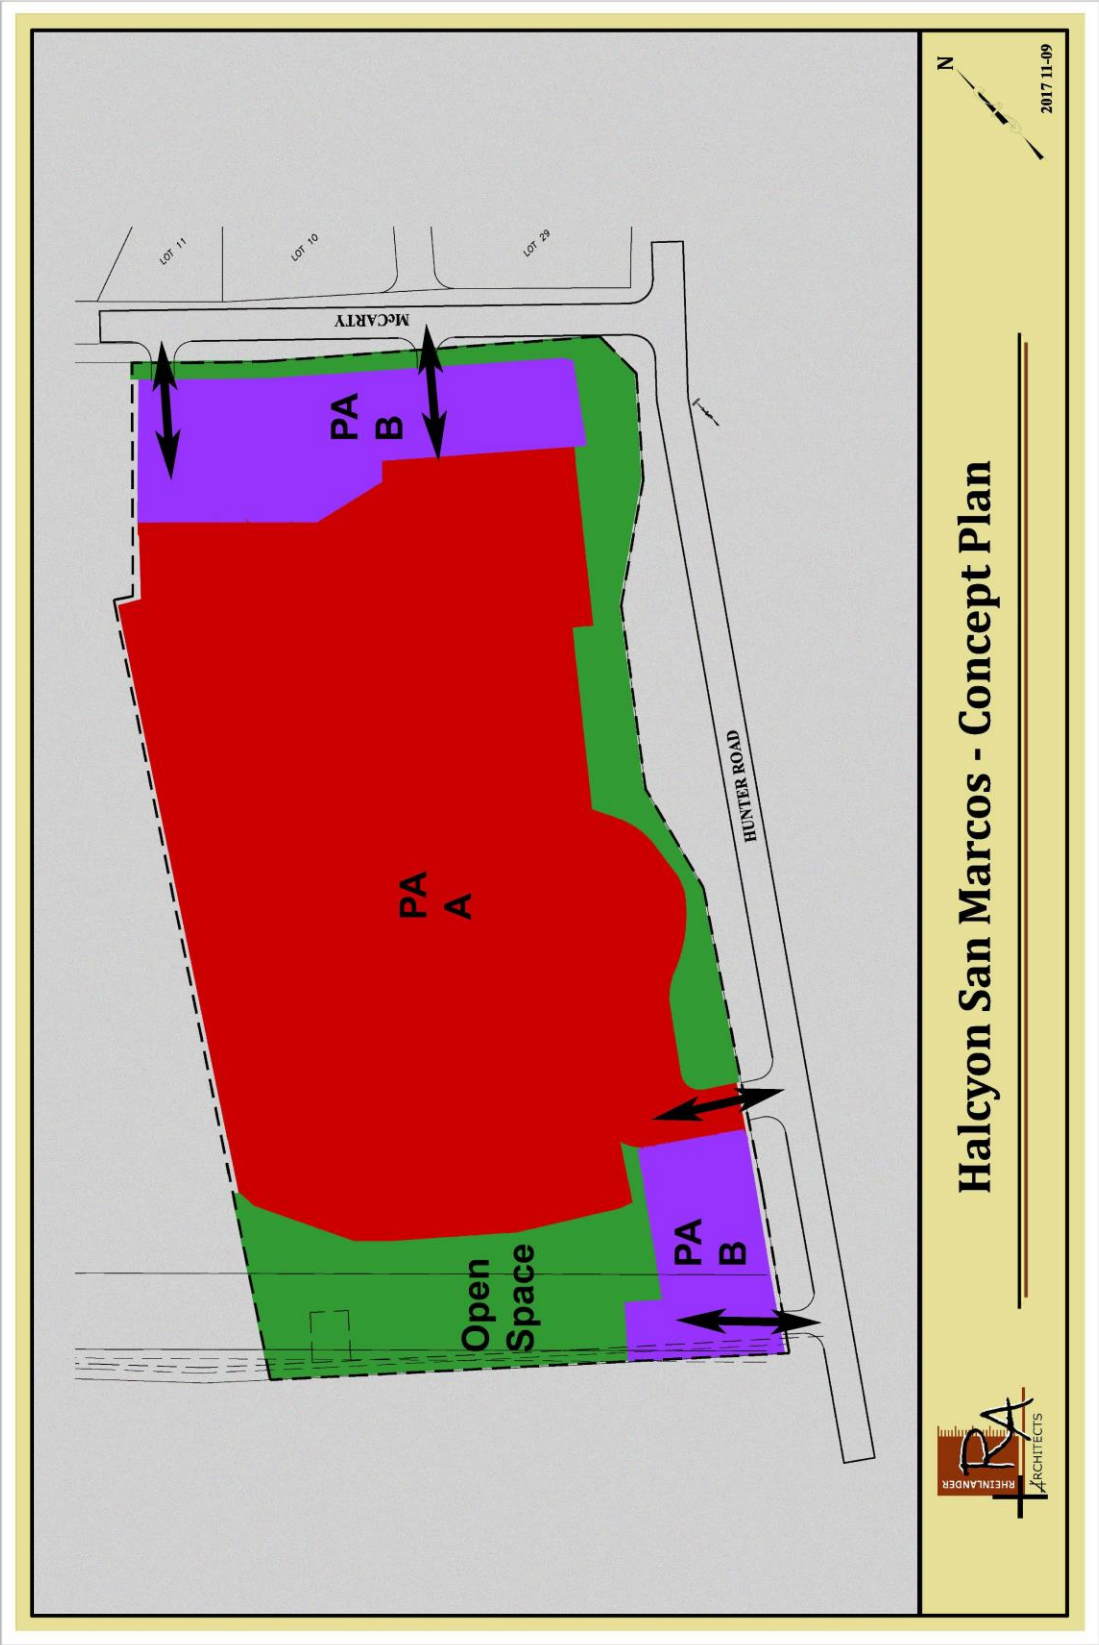 LOT 11
LOT 10
LOT 29
McCARTY
PA
B
PA
A
HUNTER ROAD
Open
Space
PA
B
Halcyon San Marcos - Concept Plan
N
2017 11-09
RHEINLANDER
RA
ARCHITECTS